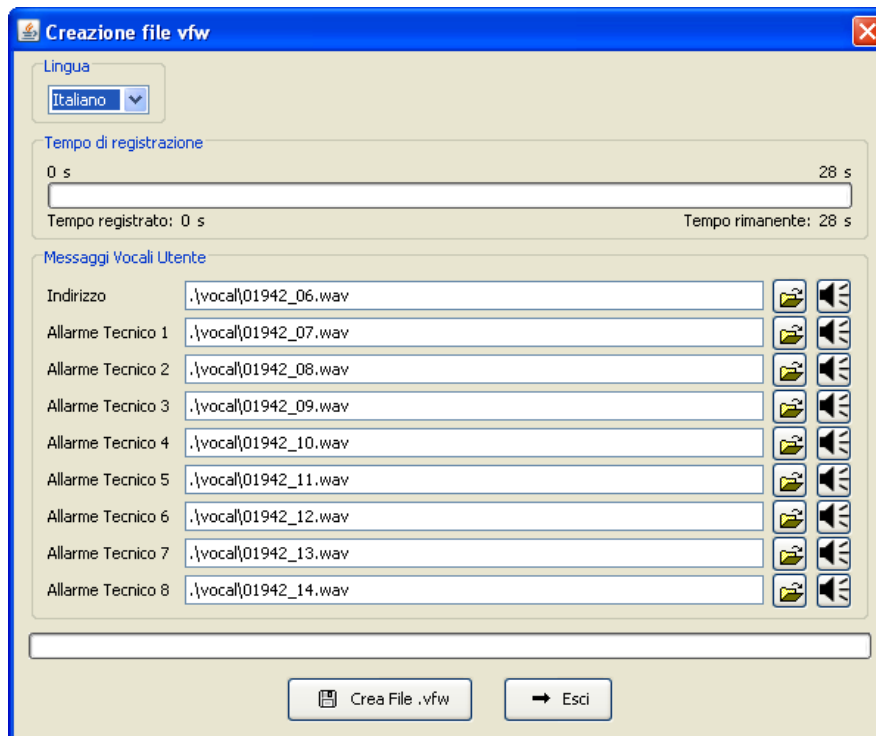 Creazione file vfw
Lingua
Italiano
Tempo di registrazione
0 s 28 s
Tempo registrato: 0 s Tempo rimanente: 28 s
Messaggi Vocali Utente
Indirizzo .\vocal\01942_06.wav
Allarme Tecnico 1 .\vocal\01942_07.wav
Allarme Tecnico 2 .\vocal\01942_08.wav
Allarme Tecnico 3 .\vocal\01942_09.wav
Allarme Tecnico 4 .\vocal\01942_10.wav
Allarme Tecnico 5 .\vocal\01942_11.wav
Allarme Tecnico 6 .\vocal\01942_12.wav
Allarme Tecnico 7 .\vocal\01942_13.wav
Allarme Tecnico 8 .\vocal\01942_14.wav
Crea File .vfw Esci